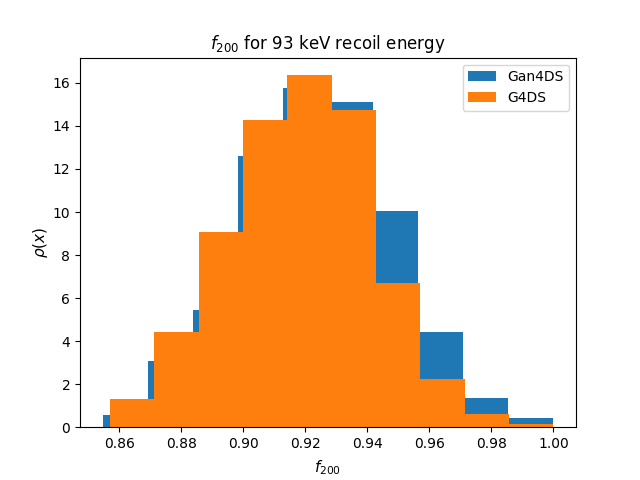 f₂₀₀ for 93 keV recoil energy
Gan4DS
G4DS
ρ(x)
16
14
12
10
8
6
4
2
0
0.86 0.88 0.90 0.92 0.94 0.96 0.98 1.00
f₂₀₀